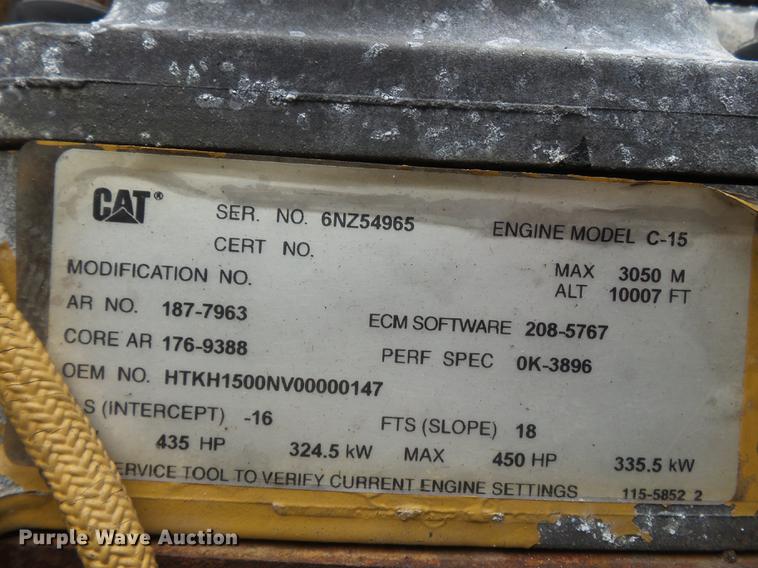 CAT® SER. NO. 6NZ54965 ENGINE MODEL C-15
CERT NO.
MODIFICATION NO. MAX 3050 M
ALT 10007 FT
AR NO. 187-7963 ECM SOFTWARE 208-5767
CORE AR 176-9388 PERF SPEC 0K-3896
OEM NO. HTKH1500NV00000147
S (INTERCEPT) -16 FTS (SLOPE) 18
435 HP 324.5 kW MAX 450 HP 335.5 kW
ERVICE TOOL TO VERIFY CURRENT ENGINE SETTINGS 115-5852 2
Purple Wave Auction